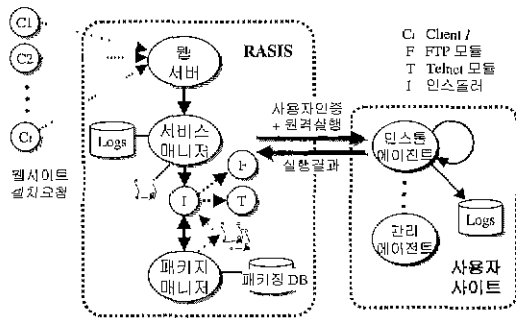 C1
C2
Ci
웹사이트
설치요청
RASIS
웹
서버
서비스
매니저
Logs
I
F
T
패키지
매니저
패키징 DB
사용자인증
+ 원격실행
실행결과
Ci Client i
F FTP 모듈
T Telnet 모듈
I 인스톨러
인스톨
에이전트
Logs
관리
에이전트
사용자
사이트